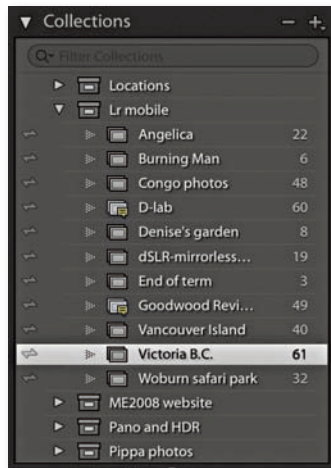 Collections
Filter Collections
Locations
Lr mobile
Angelica 22
Burning Man 6
Congo photos 48
D-lab 60
Denise's garden 8
dSLR-mirrorless... 19
End of term 3
Goodwood Revi... 49
Vancouver Island 40
Victoria B.C. 61
Woburn safari park 32
ME2008 website
Pano and HDR
Pippa photos